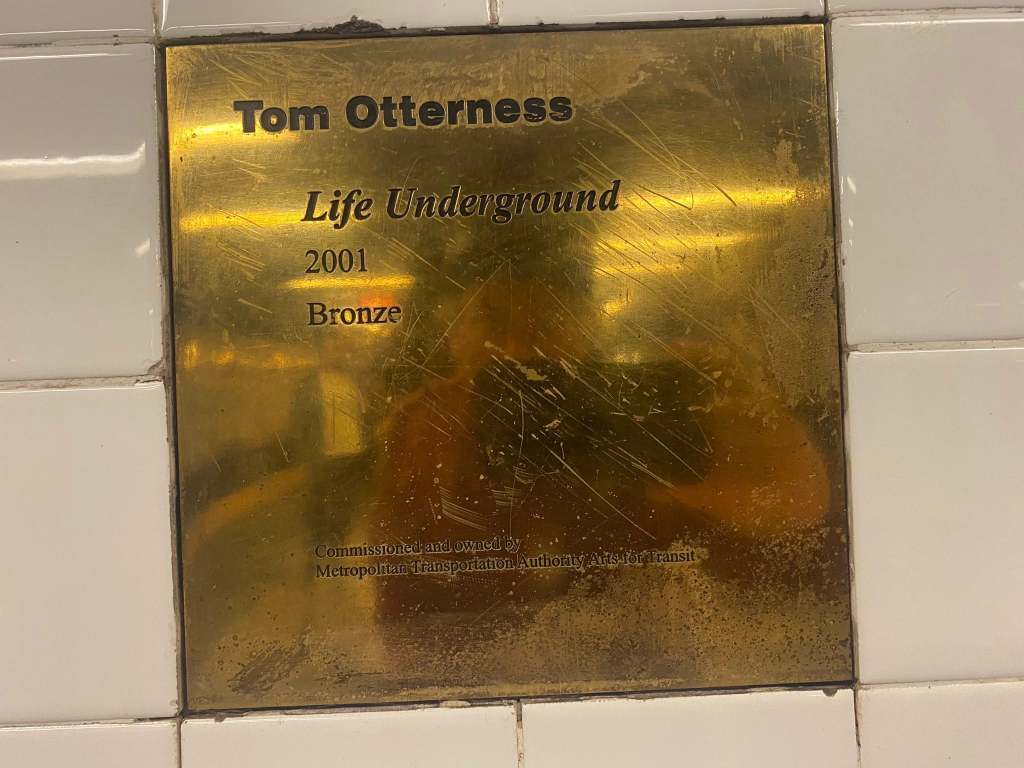 Tom Otterness
Life Underground
2001
Bronze
Commissioned and owned by
Metropolitan Transportation Authority Arts for Transit